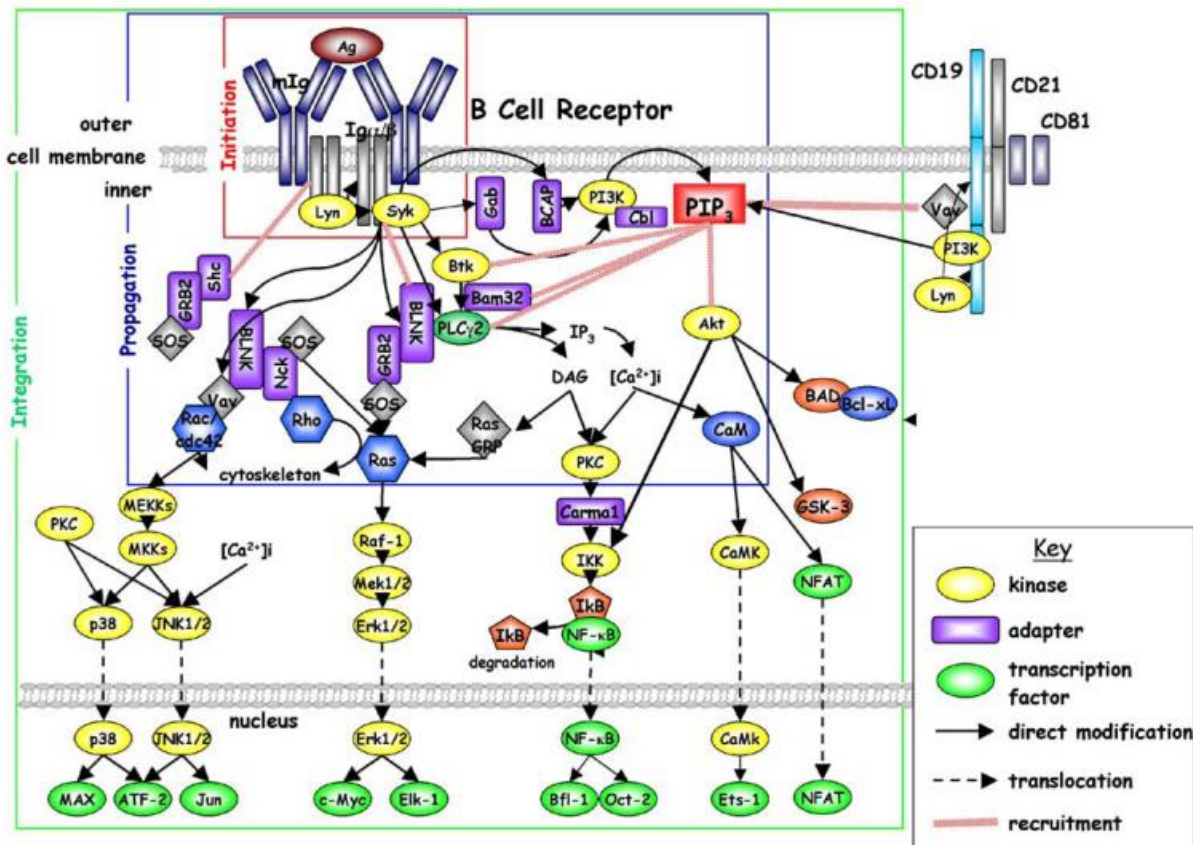 Ag
mIg
Igα/β
B Cell Receptor
CD19
CD21
CD81
outer
cell membrane
inner
Initiation
Propagation
Integration
Lyn
Syk
Gab
BCAP
PI3K
Cbl
PIP3
Vav
PI3K
Lyn
Btk
Bam32
Shc
GRB2
SOS
BLNK
SOS
Nck
Vav
Rac/
cdc42
Rho
BLNK
GRB2
SOS
PLCγ2
IP3
DAG
[Ca2+]i
Akt
BAD
Bcl-xL
Ras
GRP
Ras
cytoskeleton
PKC
CaM
MEKKs
PKC
MKKs
[Ca2+]i
Raf-1
Carma1
GSK-3
IKK
CaMK
NFAT
Mek1/2
p38
JNK1/2
Erk1/2
IkB
NF-κB
IkB
degradation
nucleus
p38
JNK1/2
Erk1/2
NF-κB
CaMk
MAX
ATF-2
Jun
c-Myc
Elk-1
Bfl-1
Oct-2
Ets-1
NFAT
Key
kinase
adapter
transcription
factor
direct modification
translocation
recruitment